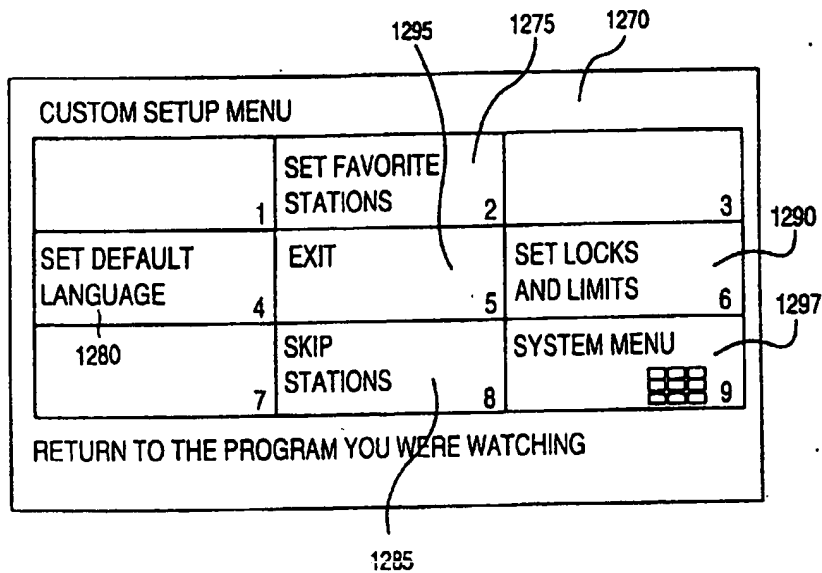 1295
1275
1270
CUSTOM SETUP MENU
1
SET FAVORITE
STATIONS
2
3
1290
SET DEFAULT
LANGUAGE
4
EXIT
5
SET LOCKS
AND LIMITS
6
1297
1280
7
SKIP
STATIONS
8
SYSTEM MENU
9
RETURN TO THE PROGRAM YOU WERE WATCHING
1285